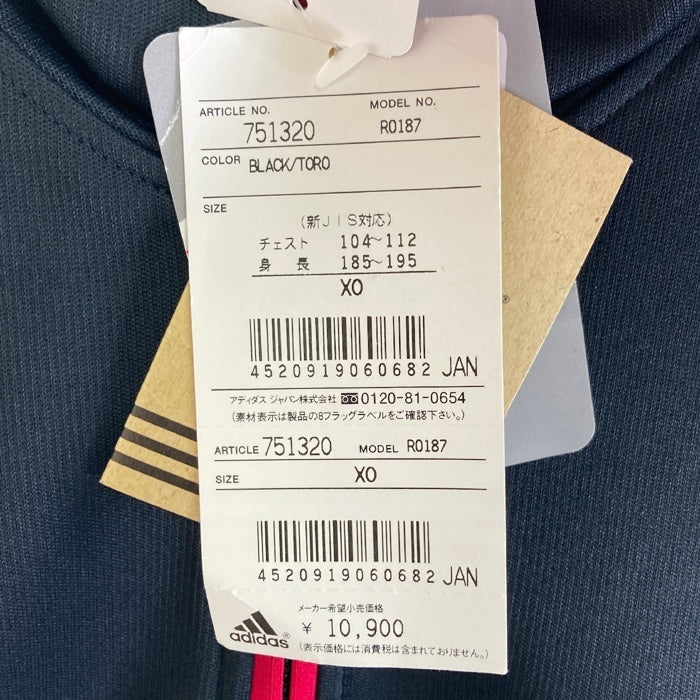 ARTICLE NO. MODEL NO.
751320 R0187
COLOR BLACK/TORO
SIZE
(新JIS対応)
チェスト 104~112
身長 185~195
XO
4520919060682 JAN
アディダス ジャパン株式会社 0120-81-0654
(素材表示は製品の8フラッグラベルをご確認下さい。)
ARTICLE 751320 MODEL R0187
SIZE XO
4520919060682 JAN
メーカー希望小売価格
adidas ® ¥ 10,900
(表示価格には消費税は含まれておりません。)